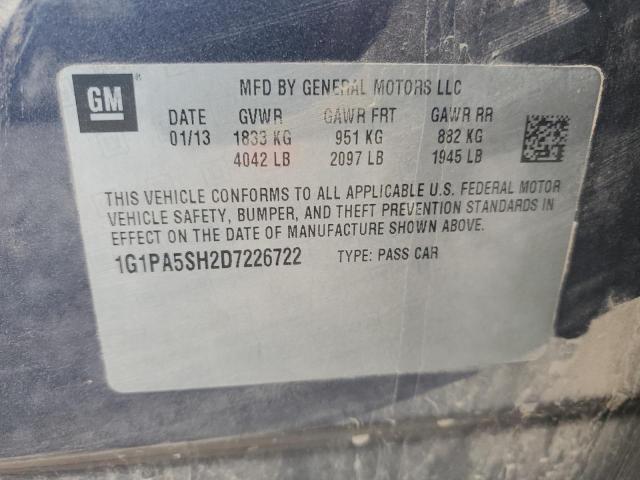 GM
MFD BY GENERAL MOTORS LLC
DATE GVWR GAWR FRT GAWR RR
01/13 1833 KG 951 KG 882 KG
4042 LB 2097 LB 1945 LB
THIS VEHICLE CONFORMS TO ALL APPLICABLE U.S. FEDERAL MOTOR
VEHICLE SAFETY, BUMPER, AND THEFT PREVENTION STANDARDS IN
EFFECT ON THE DATE OF MANUFACTURE SHOWN ABOVE.
1G1PA5SH2D7226722 TYPE: PASS CAR